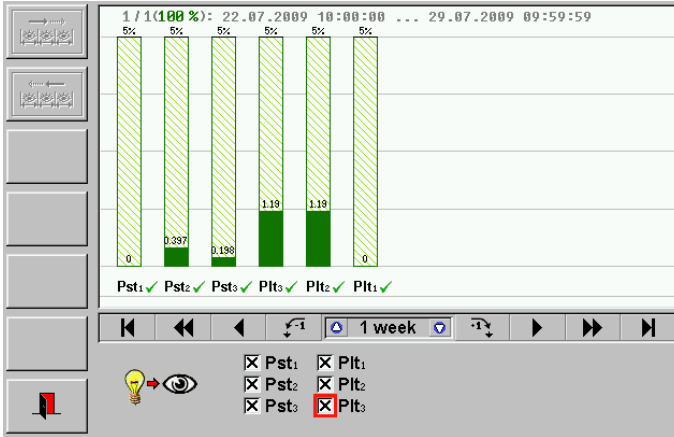 1/1(100 %): 22.07.2009 10:00:00 ... 29.07.2009 09:59:59
5% 5% 5% 5% 5% 5%
0 0.397 0.198 1.19 1.19 0
Pst₁ Pst₂ Pst₃ Plt₃ Plt₂ Plt₁
-1 1 week ·1
Pst₁ Plt₁
Pst₂ Plt₂
Pst₃ Plt₃